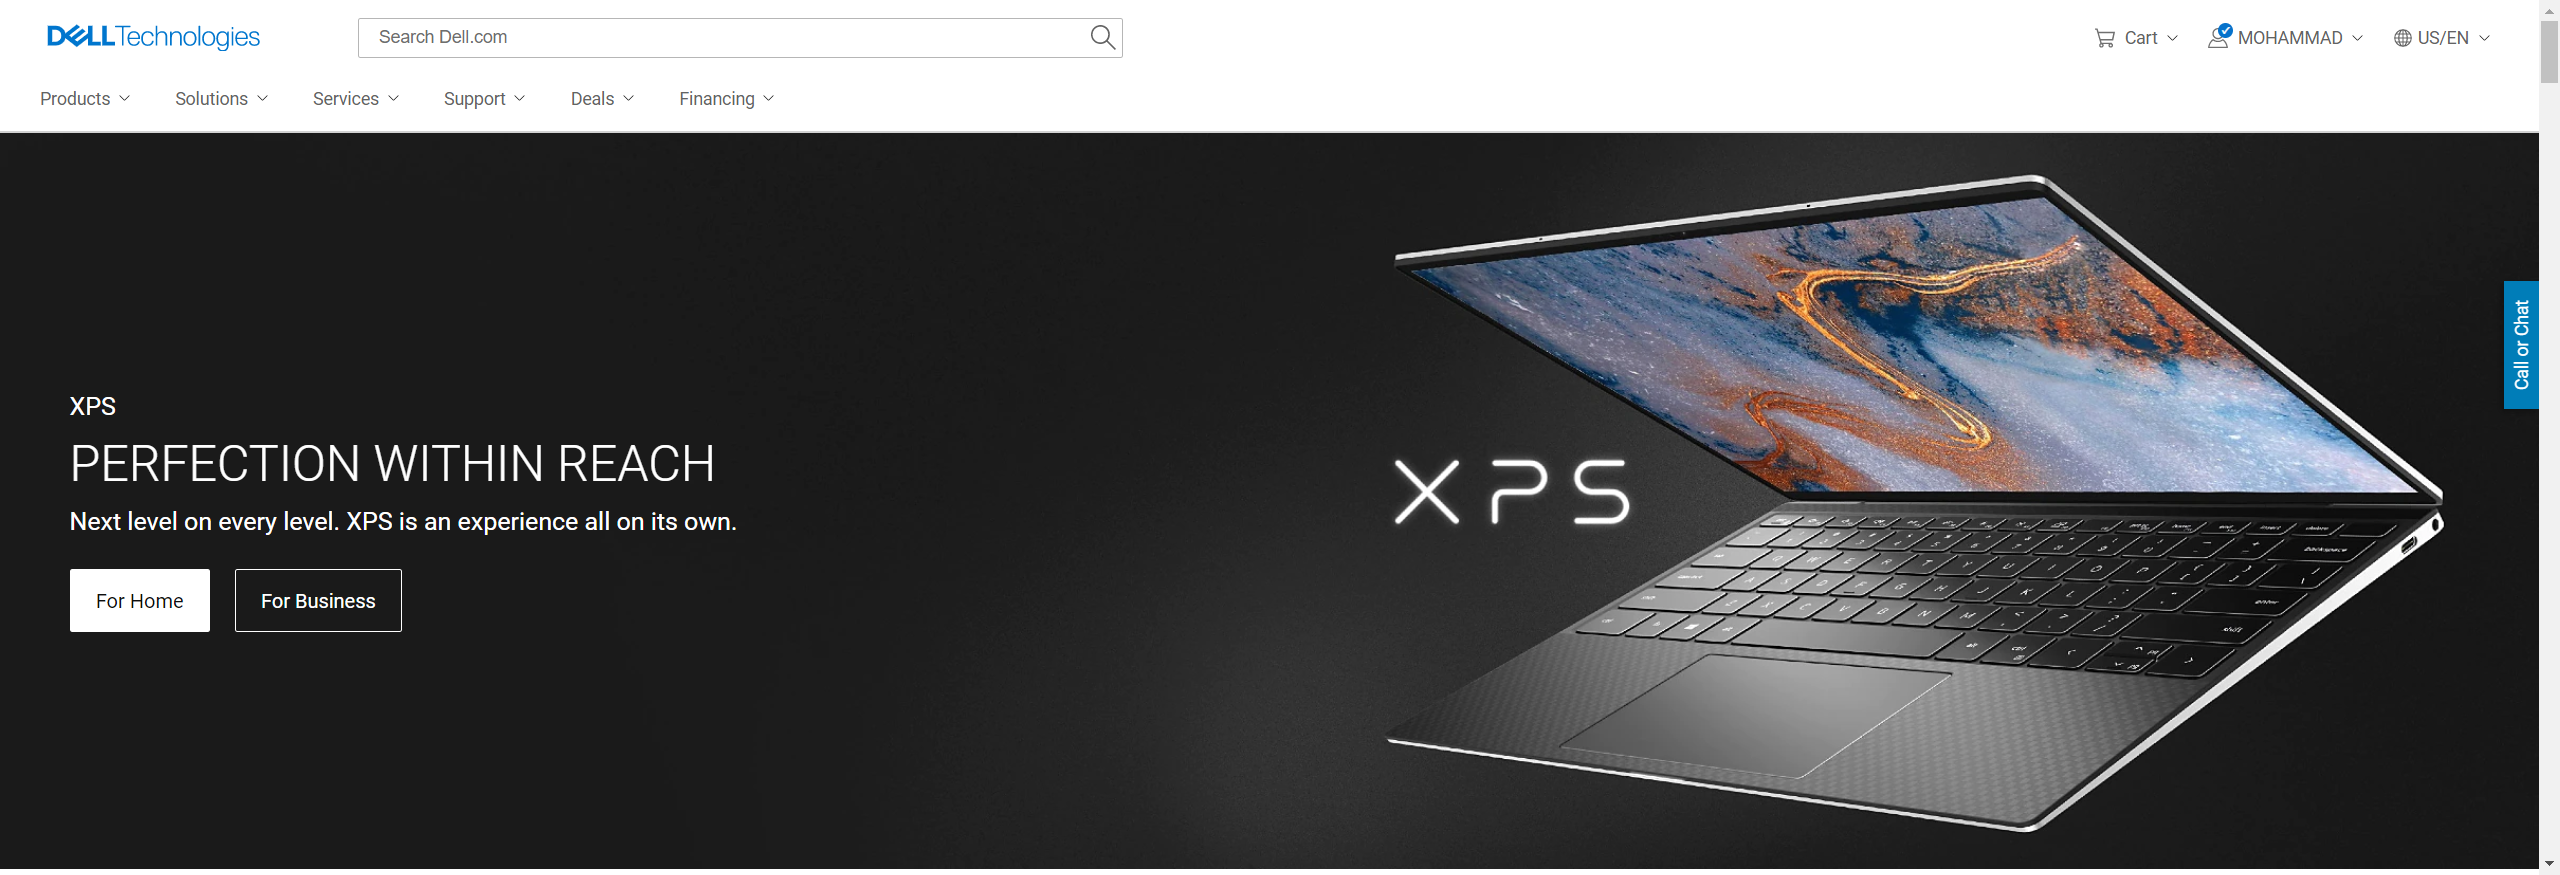 DELLTechnologies
Search Dell.com
Cart
MOHAMMAD
US/EN
Products
Solutions
Services
Support
Deals
Financing
XPS
PERFECTION WITHIN REACH
Next level on every level. XPS is an experience all on its own.
For Home
For Business
XPS
Call or Chat